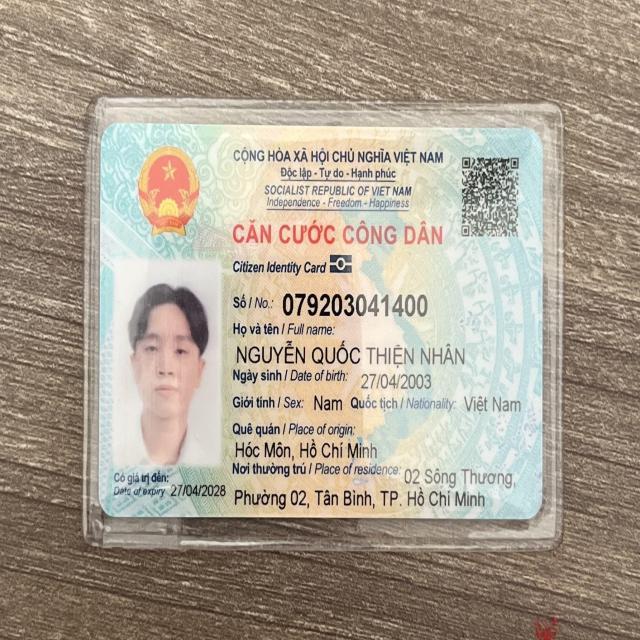 CỘNG HÒA XÃ HỘI CHỦ NGHĨA VIỆT NAM
Độc lập - Tự do - Hạnh phúc
SOCIALIST REPUBLIC OF VIET NAM
Independence - Freedom - Happiness
CĂN CƯỚC CÔNG DÂN
Citizen Identity Card
Số / No.: 079203041400
Họ và tên / Full name:
NGUYỄN QUỐC THIỆN NHÂN
Ngày sinh / Date of birth: 27/04/2003
Giới tính / Sex: Nam Quốc tịch / Nationality: Việt Nam
Quê quán / Place of origin:
Hóc Môn, Hồ Chí Minh
Nơi thường trú / Place of residence: 02 Sông Thương,
Phường 02, Tân Bình, TP. Hồ Chí Minh
Có giá trị đến:
Date of expiry 27/04/2028